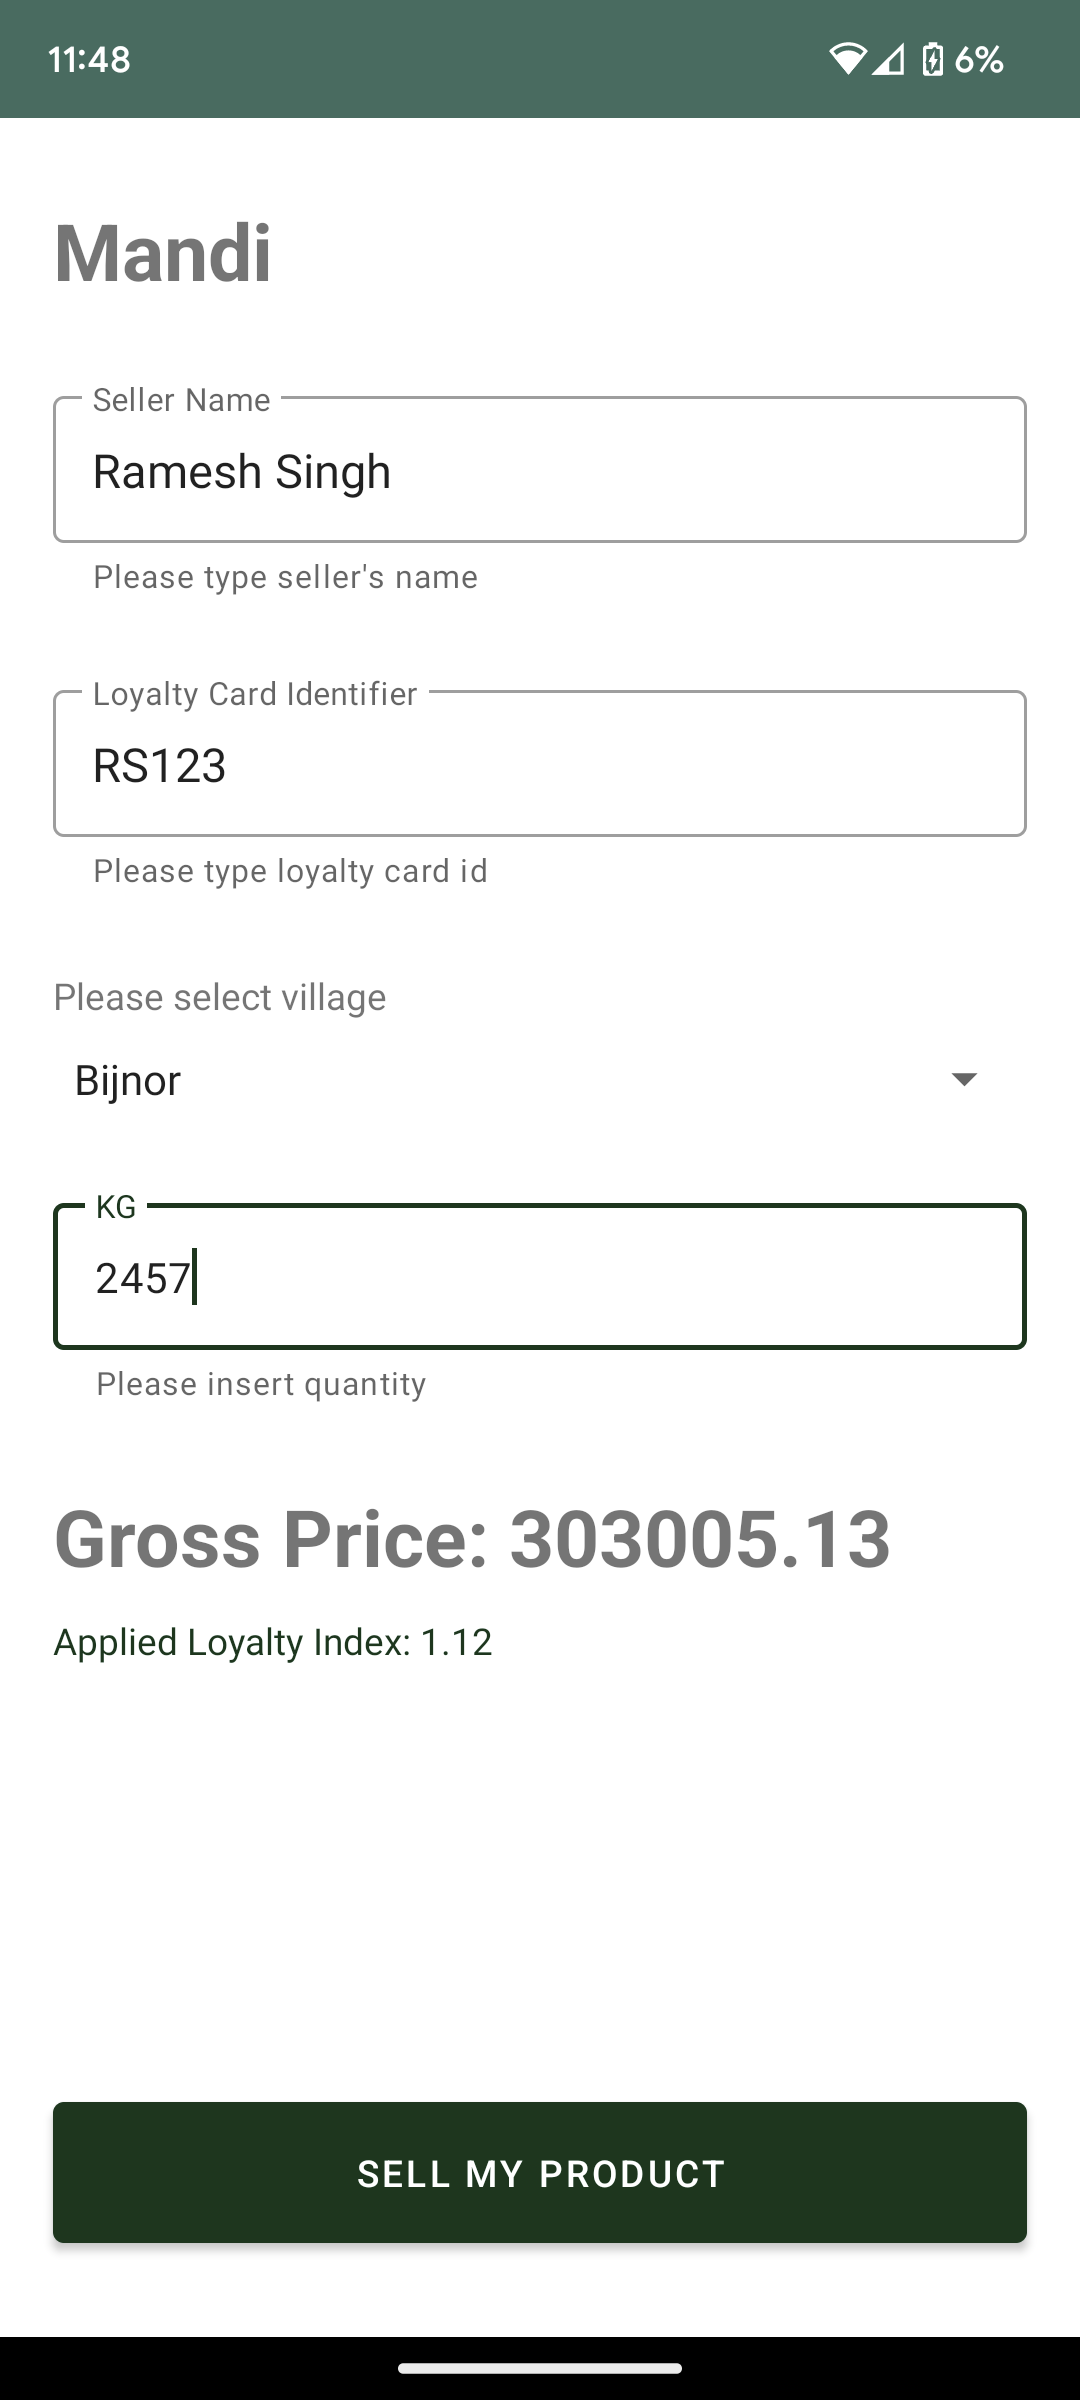 11:48 6%
Mandi
Seller Name
Ramesh Singh
Please type seller's name
Loyalty Card Identifier
RS123
Please type loyalty card id
Please select village
Bijnor
KG
2457
Please insert quantity
Gross Price: 303005.13
Applied Loyalty Index: 1.12
SELL MY PRODUCT